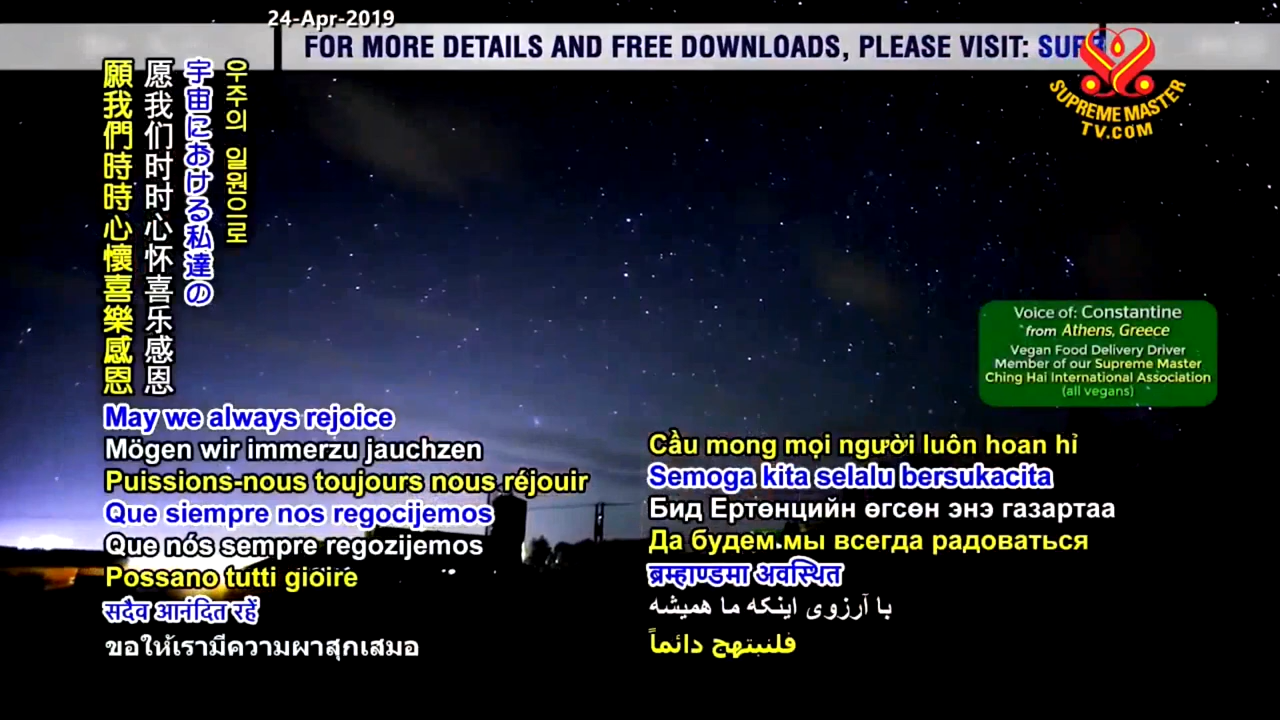 24-Apr-2019
FOR MORE DETAILS AND FREE DOWNLOADS, PLEASE VISIT: SUPR
SUPREME MASTER
TV.COM
우주의 일원이로
宇宙における私達の
愿我们时时心怀喜乐感恩
願我們時時心懷喜樂感恩
Voice of: Constantine
from Athens, Greece
Vegan Food Delivery Driver
Member of our Supreme Master
Ching Hai International Association
(all vegans)
May we always rejoice
Mögen wir immerzu jauchzen
Puissions-nous toujours nous réjouir
Que siempre nos regocijemos
Que nós sempre regozijemos
Possano tutti gioire
सदैव आनंदित रहें
ขอให้เรามีความผาสุกเสมอ
Cầu mong mọi người luôn hoan hỉ
Semoga kita selalu bersukacita
Бид Ертөнцийн өгсөн энэ газартаа
Да будем мы всегда радоваться
ब्रम्हाण्डमा अवस्थित
با آرزوی اینکه ما همیشه
فلنبتهج دائماً